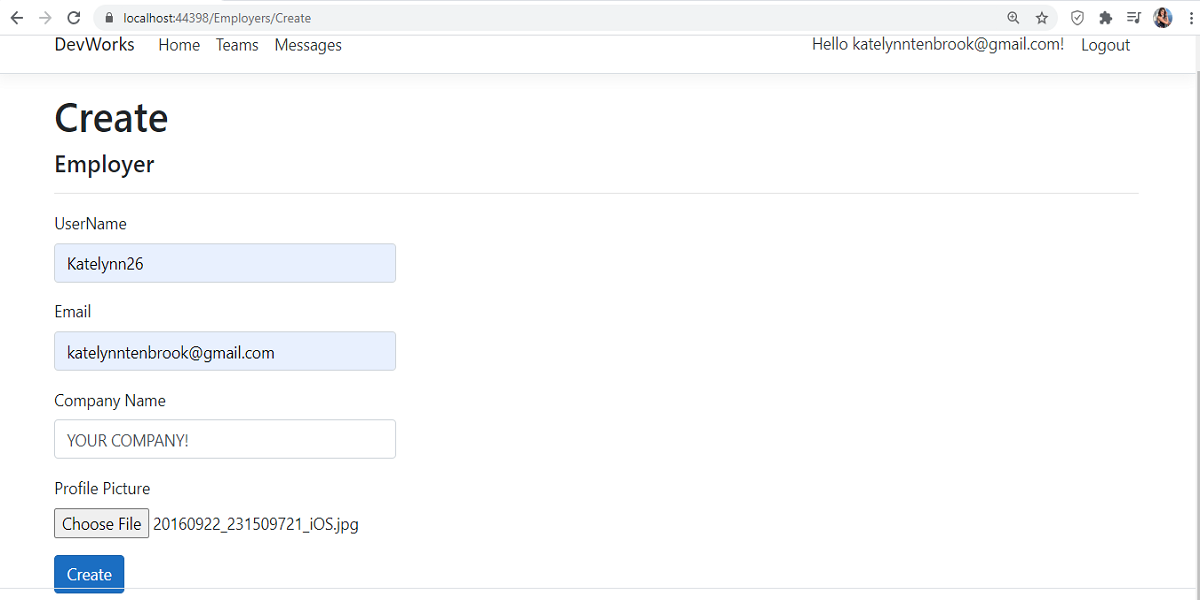 localhost:44398/Employers/Create
DevWorks Home Teams Messages Hello katelynntenbrook@gmail.com! Logout
Create
Employer
UserName
Katelynn26
Email
katelynntenbrook@gmail.com
Company Name
YOUR COMPANY!
Profile Picture
Choose File 20160922_231509721_iOS.jpg
Create